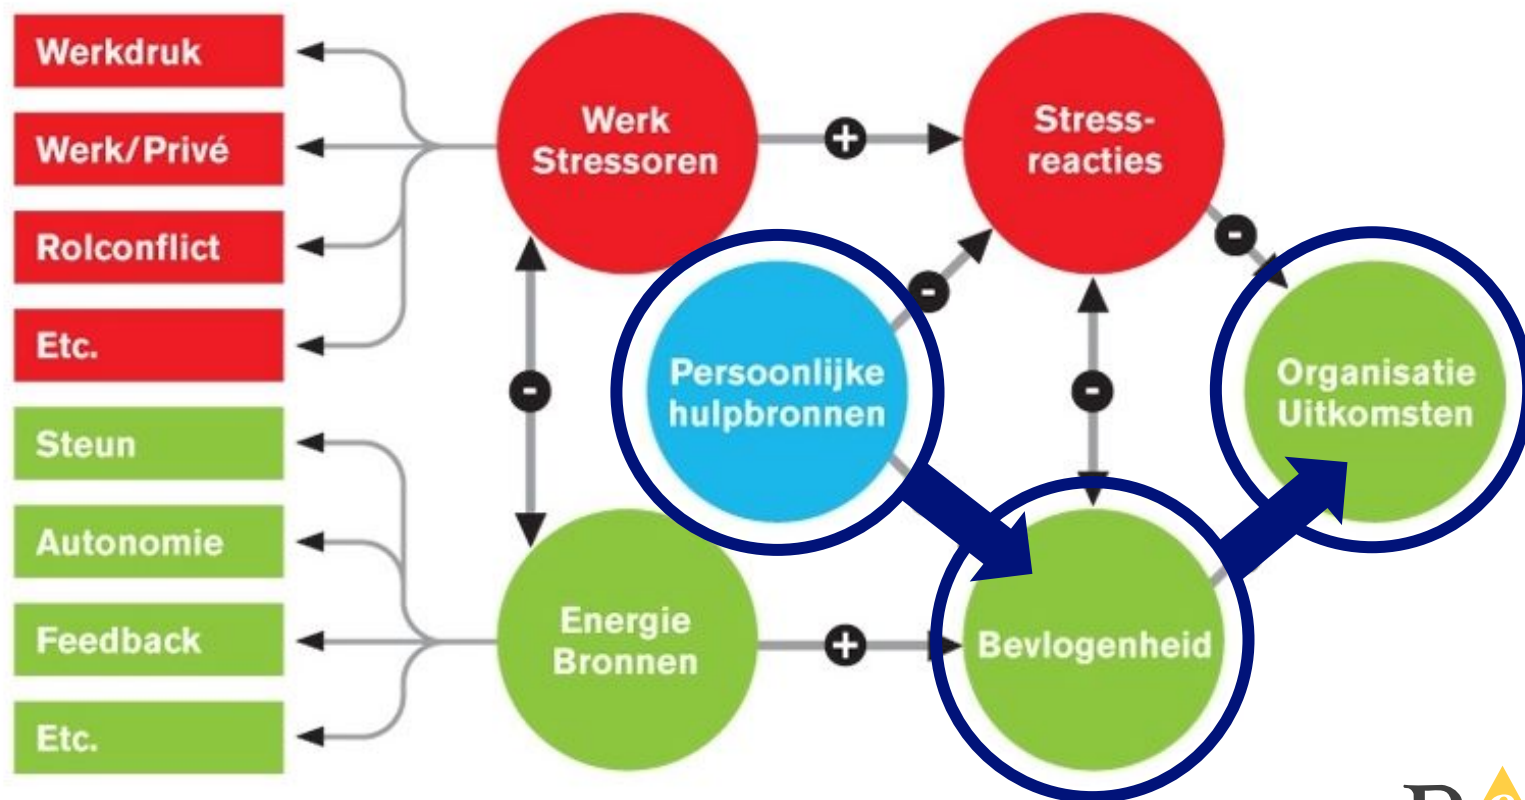 Werkdruk
Werk/Privé
Rolconflict
Etc.
Steun
Autonomie
Feedback
Etc.
Werk
Stressoren
+
Stress-
reacties
-
-
Persoonlijke
hulpbronnen
-
-
Organisatie
Uitkomsten
Energie
Bronnen
+
Bevlogenheid